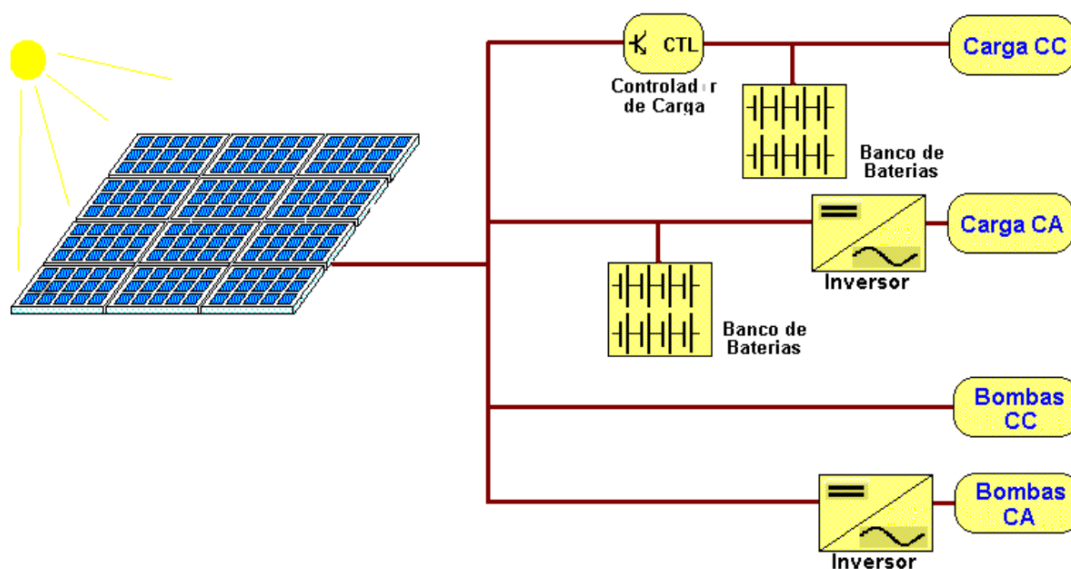 CTL
Carga CC
Controlador
de Carga
Banco de
Baterias
Carga CA
Inversor
Banco de
Baterias
Bombas
CC
Bombas
CA
Inversor